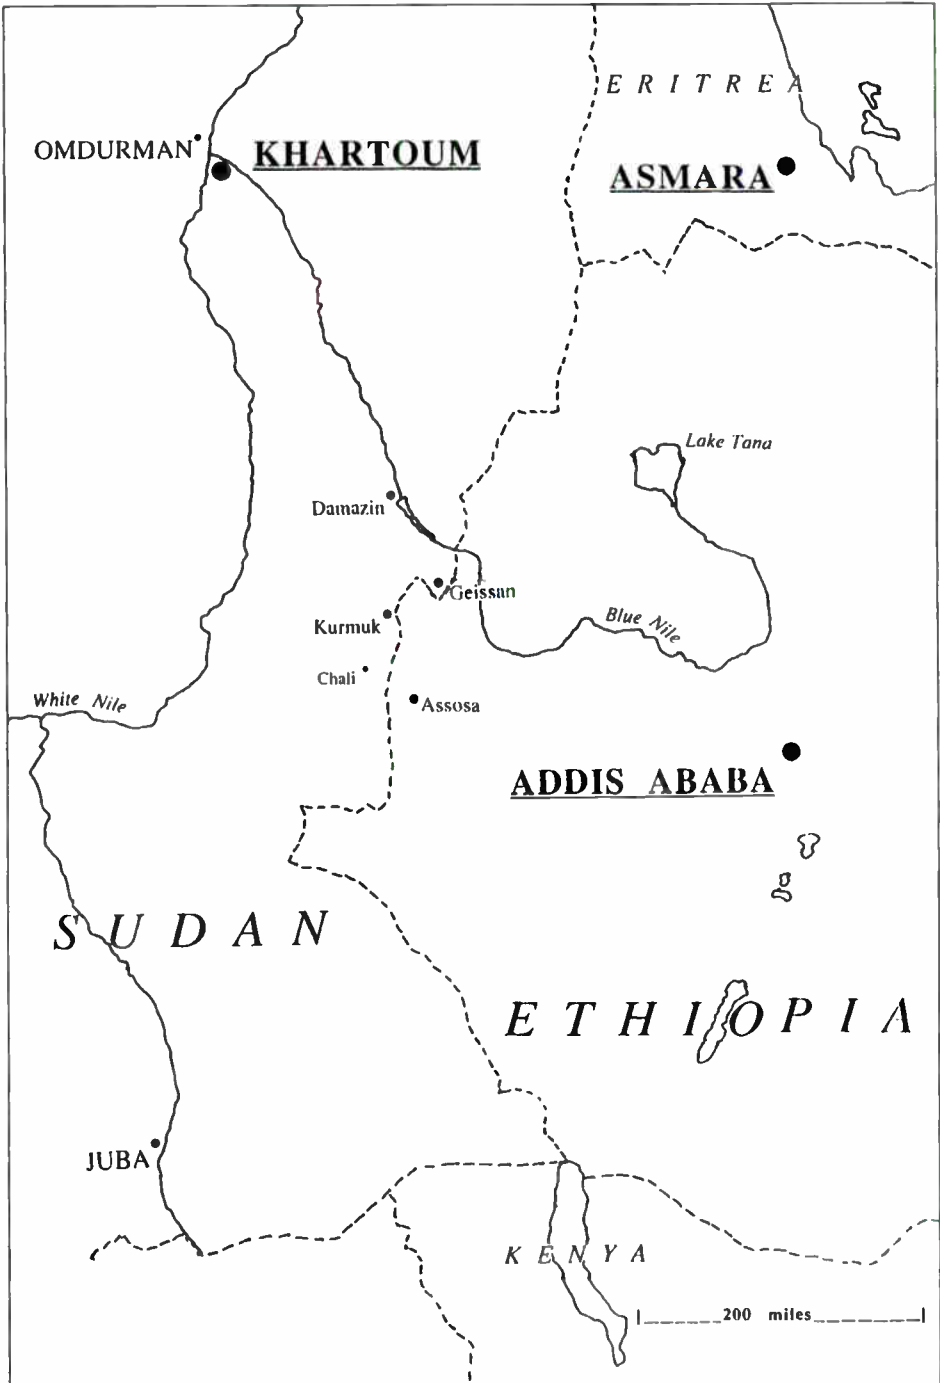 ERITREA
OMDURMAN
KHARTOUM
ASMARA
Lake Tana
Damazin
Geissan
Blue Nile
Kurmuk
Chali
White Nile
Assosa
ADDIS ABABA
SUDAN
ETHIOPIA
JUBA
KENYA
200 miles